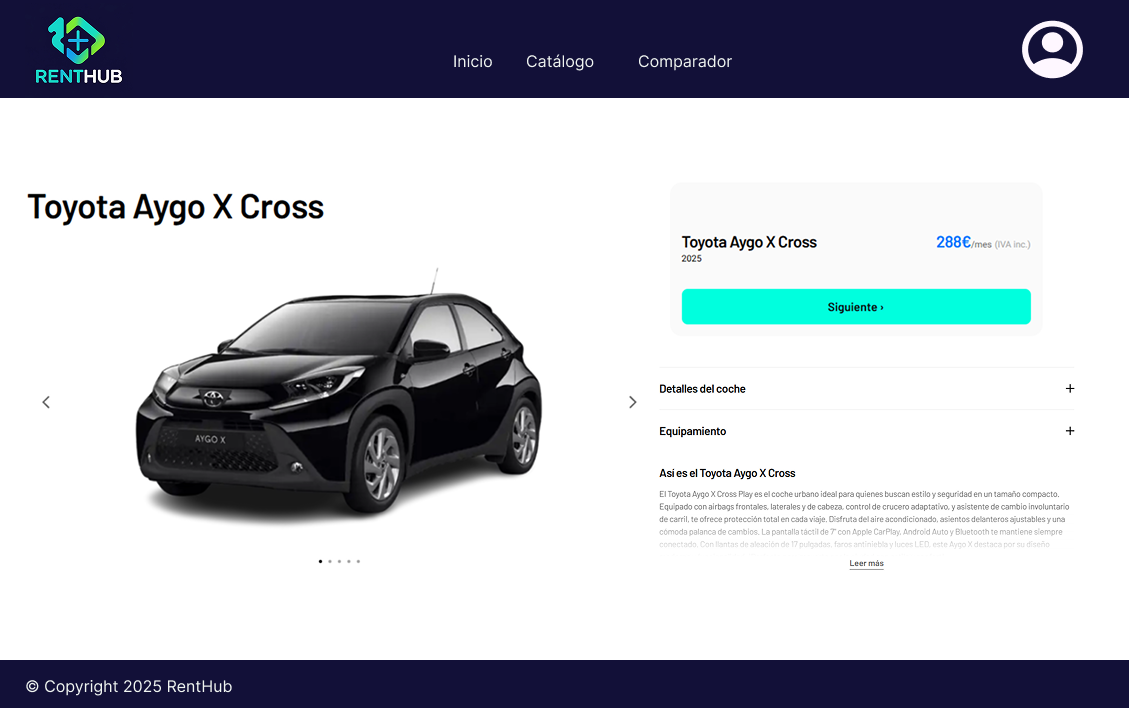 RENTHUB
Inicio Catálogo Comparador
Toyota Aygo X Cross
AYGO X
Toyota Aygo X Cross 288€/mes (IVA inc.)
2025
Siguiente ›
Detalles del coche +
Equipamiento +
Así es el Toyota Aygo X Cross
El Toyota Aygo X Cross Play es el coche urbano ideal para quienes buscan estilo y seguridad en un tamaño compacto.
Equipado con airbags frontales, laterales y de cabeza, control de crucero adaptativo, y asistente de cambio involuntario
de carril, te ofrece protección total en cada viaje. Disfruta del aire acondicionado, asientos delanteros ajustables y una
cómoda palanca de cambios. La pantalla táctil de 7" con Apple CarPlay, Android Auto y Bluetooth te mantiene siempre
conectado. Con llantas de aleación de 17 pulgadas, faros antiniebla y luces LED, este Aygo X destaca por su diseño
Leer más
© Copyright 2025 RentHub